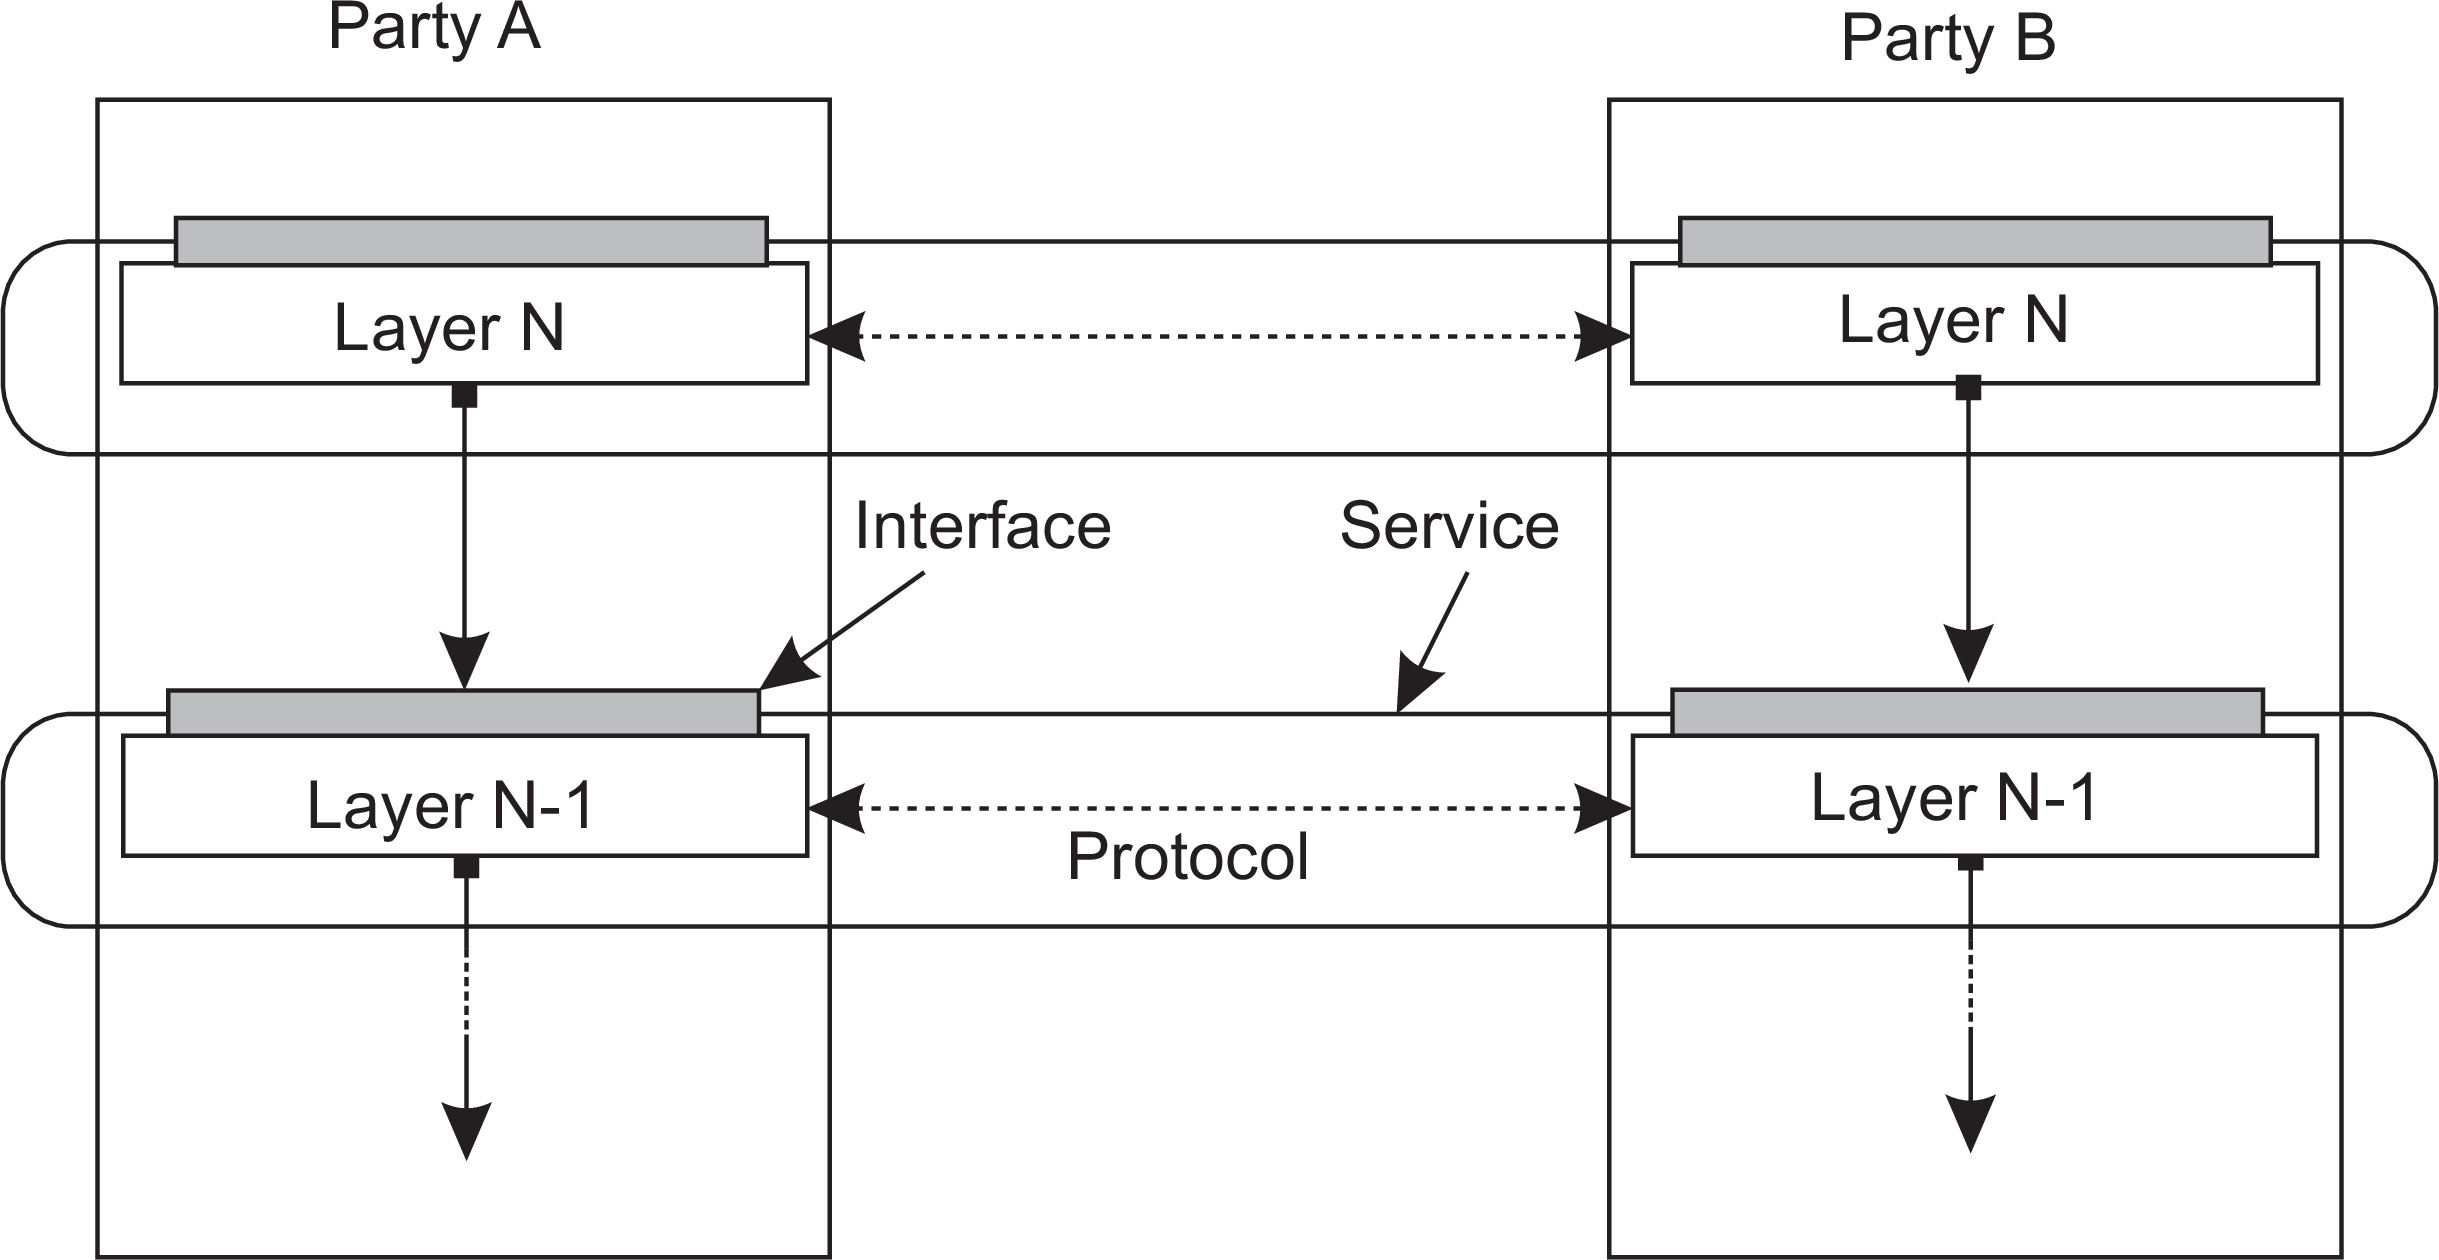 Party A
Party B
Layer N
Layer N
Interface
Service
Layer N-1
Layer N-1
Protocol